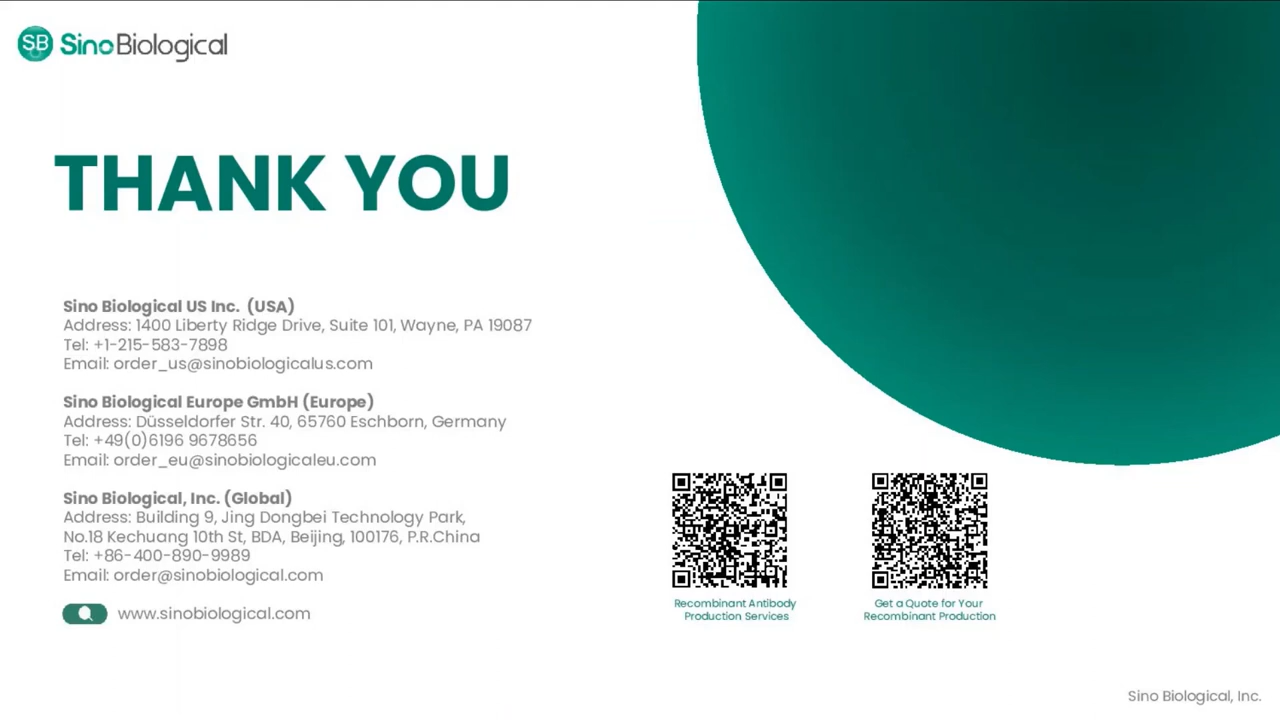 SB SinoBiological
THANK YOU
Sino Biological US Inc. (USA)
Address: 1400 Liberty Ridge Drive, Suite 101, Wayne, PA 19087
Tel: +1-215-583-7898
Email: order_us@sinobiologicalus.com
Sino Biological Europe GmbH (Europe)
Address: Düsseldorfer Str. 40, 65760 Eschborn, Germany
Tel: +49(0)6196 9678656
Email: order_eu@sinobiologicaleu.com
Sino Biological, Inc. (Global)
Address: Building 9, Jing Dongbei Technology Park,
No.18 Kechuang 10th St, BDA, Beijing, 100176, P.R.China
Tel: +86-400-890-9989
Email: order@sinobiological.com
www.sinobiological.com
Recombinant Antibody
Production Services
Get a Quote for Your
Recombinant Production
Sino Biological, Inc.